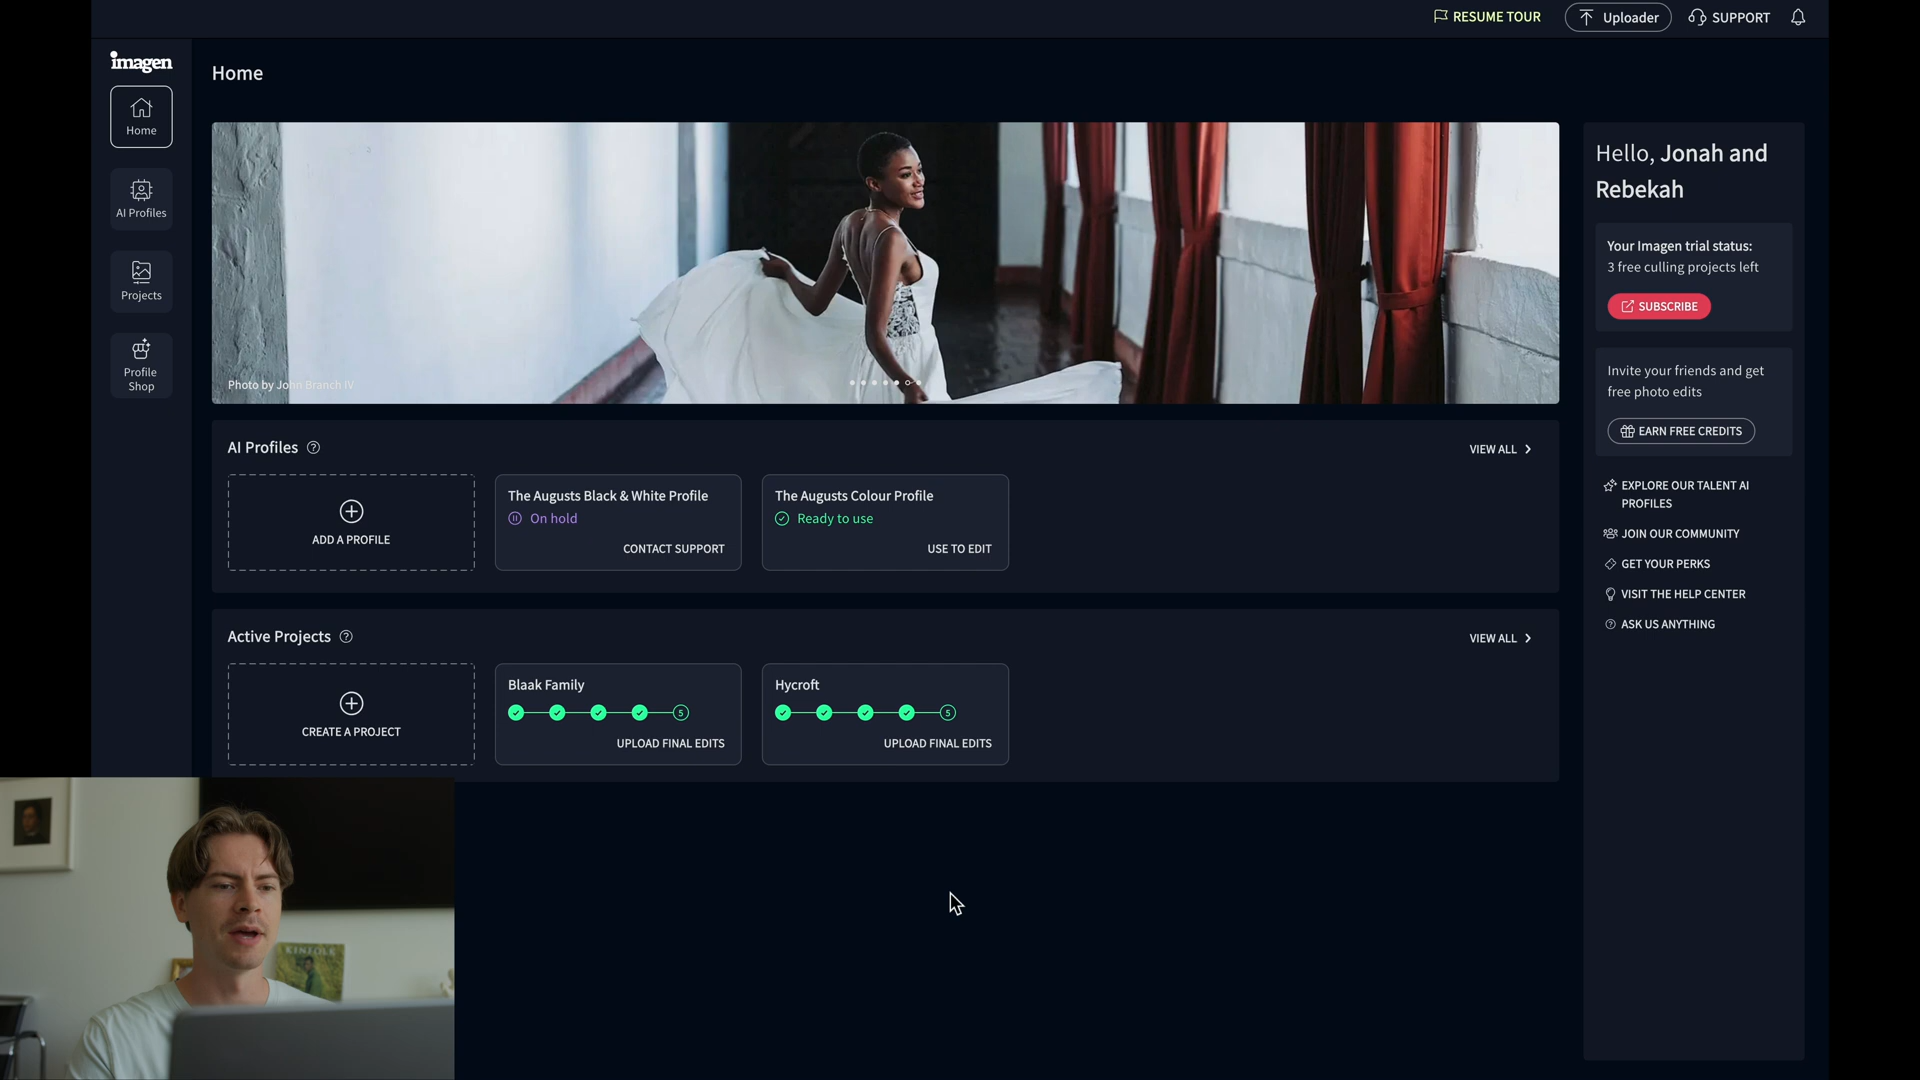 RESUME TOUR
Uploader
SUPPORT
imagen
Home
AI Profiles
Projects
Profile
Shop
Home
Photo by John Branch IV
Hello, Jonah and
Rebekah
Your Imagen trial status:
3 free culling projects left
SUBSCRIBE
Invite your friends and get
free photo edits
EARN FREE CREDITS
EXPLORE OUR TALENT AI
PROFILES
JOIN OUR COMMUNITY
GET YOUR PERKS
VISIT THE HELP CENTER
ASK US ANYTHING
AI Profiles ?
VIEW ALL
ADD A PROFILE
The Augusts Black & White Profile
On hold
CONTACT SUPPORT
The Augusts Colour Profile
Ready to use
USE TO EDIT
Active Projects ?
VIEW ALL
CREATE A PROJECT
Blaak Family
5
UPLOAD FINAL EDITS
Hycroft
5
UPLOAD FINAL EDITS
KINFOLK